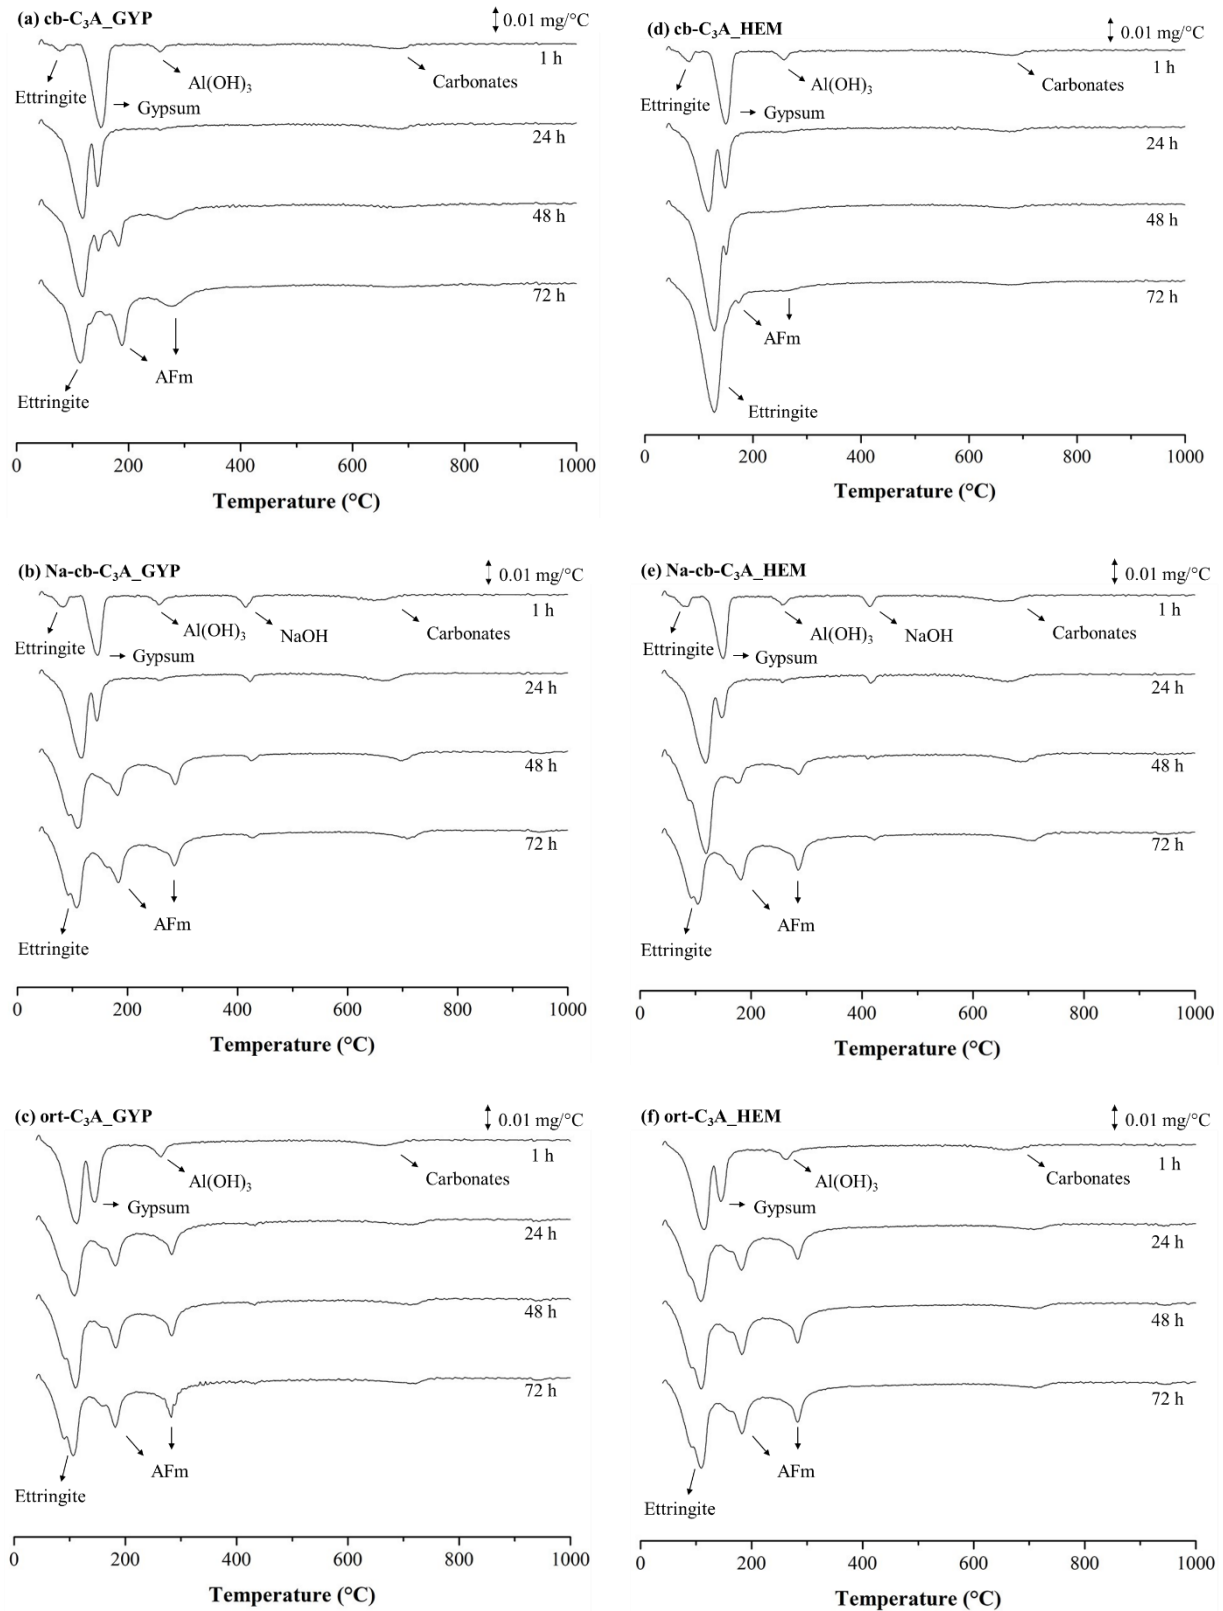 (a) cb-C₃A_GYP
0.01 mg/°C
1 h
Ettringite
Gypsum
Al(OH)₃
Carbonates
24 h
48 h
72 h
Ettringite
AFm
0 200 400 600 800 1000
Temperature (°C)
(d) cb-C₃A_HEM
0.01 mg/°C
1 h
Ettringite
Gypsum
Al(OH)₃
Carbonates
24 h
48 h
72 h
AFm
Ettringite
0 200 400 600 800 1000
Temperature (°C)
(b) Na-cb-C₃A_GYP
0.01 mg/°C
1 h
Ettringite
Gypsum
Al(OH)₃
NaOH
Carbonates
24 h
48 h
72 h
Ettringite
AFm
0 200 400 600 800 1000
Temperature (°C)
(e) Na-cb-C₃A_HEM
0.01 mg/°C
1 h
Ettringite
Gypsum
Al(OH)₃
NaOH
Carbonates
24 h
48 h
72 h
Ettringite
AFm
0 200 400 600 800 1000
Temperature (°C)
(c) ort-C₃A_GYP
0.01 mg/°C
1 h
Al(OH)₃
Gypsum
Carbonates
24 h
48 h
72 h
AFm
Ettringite
0 200 400 600 800 1000
Temperature (°C)
(f) ort-C₃A_HEM
0.01 mg/°C
1 h
Al(OH)₃
Gypsum
Carbonates
24 h
48 h
72 h
AFm
Ettringite
0 200 400 600 800 1000
Temperature (°C)